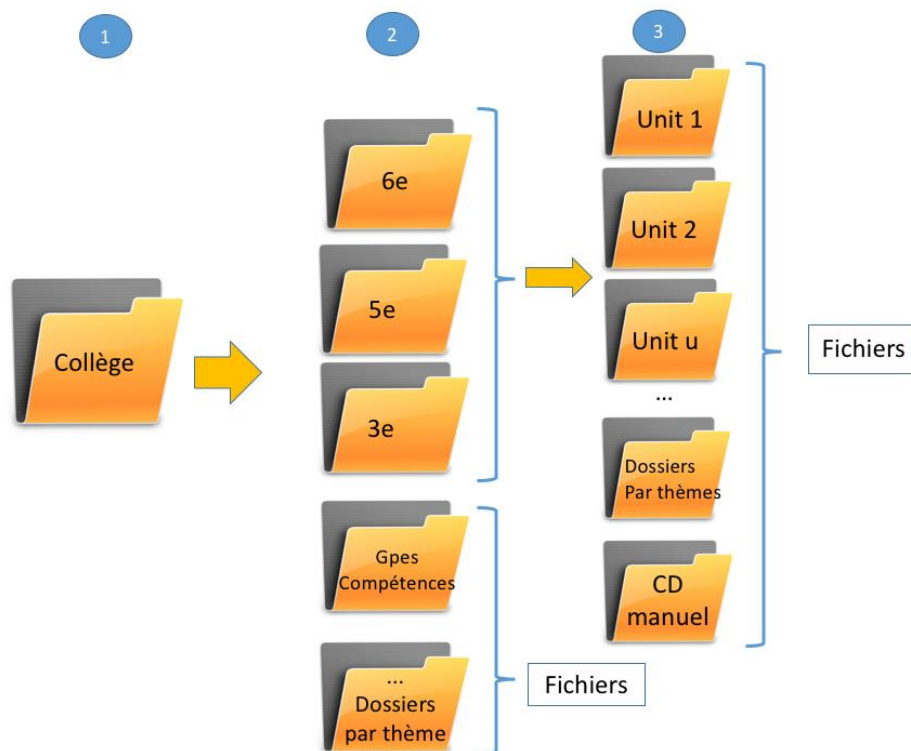 1
2
3
Collège
6e
5e
3e
Gpes
Compétences
...
Dossiers
par thème
Fichiers
Unit 1
Unit 2
Unit u
...
Dossiers
Par thèmes
CD
manuel
Fichiers